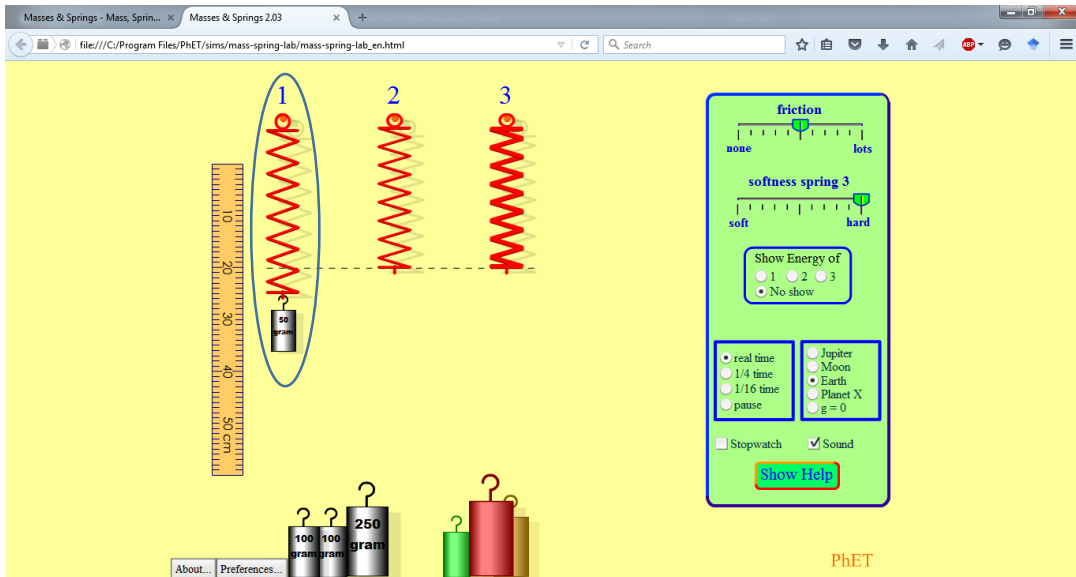 Masses & Springs - Mass, Sprin...
Masses & Springs 2.03
file:///C:/Program Files/PhET/sims/mass-spring-lab/mass-spring-lab_en.html
Search
ABP
1
2
3
10
20
30
40
50 cm
50
gram
100
gram
100
gram
250
gram
friction
none
lots
softness spring 3
soft
hard
Show Energy of
1 2 3
No show
real time
1/4 time
1/16 time
pause
Jupiter
Moon
Earth
Planet X
g = 0
Stopwatch
Sound
Show Help
PhET
About...
Preferences...